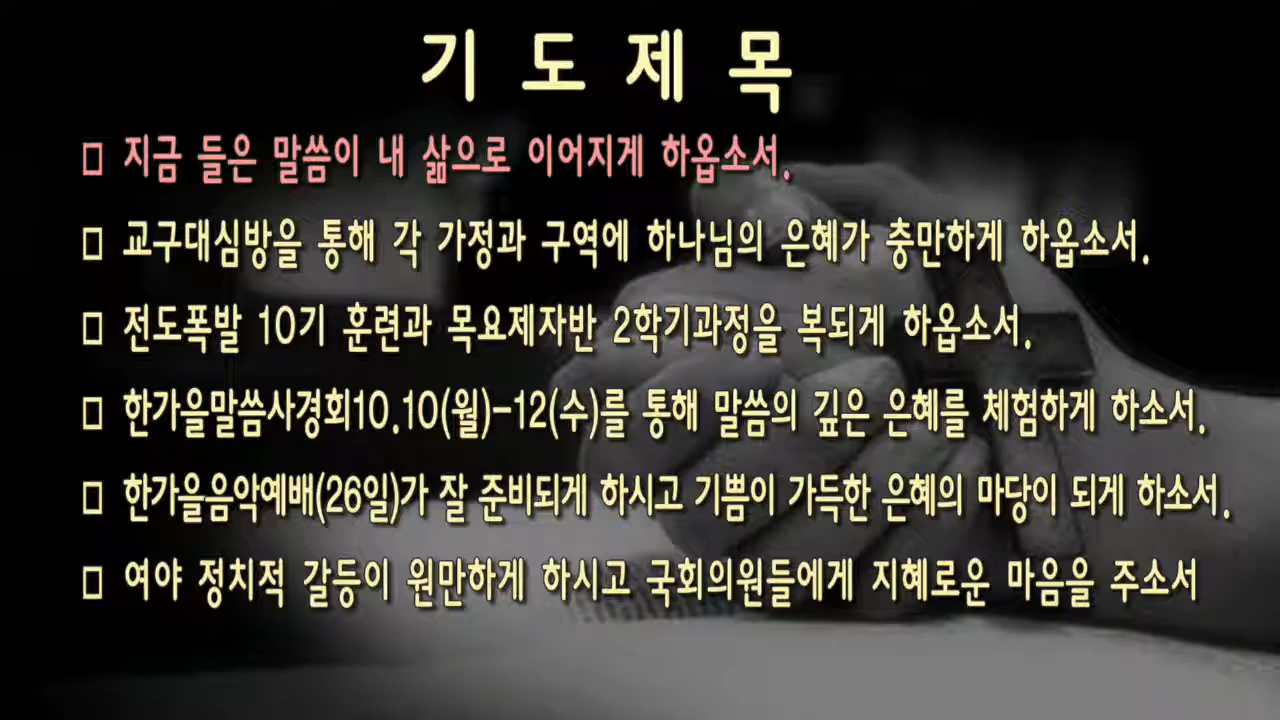 기 도 제 목
□ 지금 들은 말씀이 내 삶으로 이어지게 하옵소서.
□ 교구대심방을 통해 각 가정과 구역에 하나님의 은혜가 충만하게 하옵소서.
□ 전도폭발 10기 훈련과 목요제자반 2학기과정을 복되게 하옵소서.
□ 한가을말씀사경회10.10(월)-12(수)를 통해 말씀의 깊은 은혜를 체험하게 하소서.
□ 한가을음악예배(26일)가 잘 준비되게 하시고 기쁨이 가득한 은혜의 마당이 되게 하소서.
□ 여야 정치적 갈등이 원만하게 하시고 국회의원들에게 지혜로운 마음을 주소서